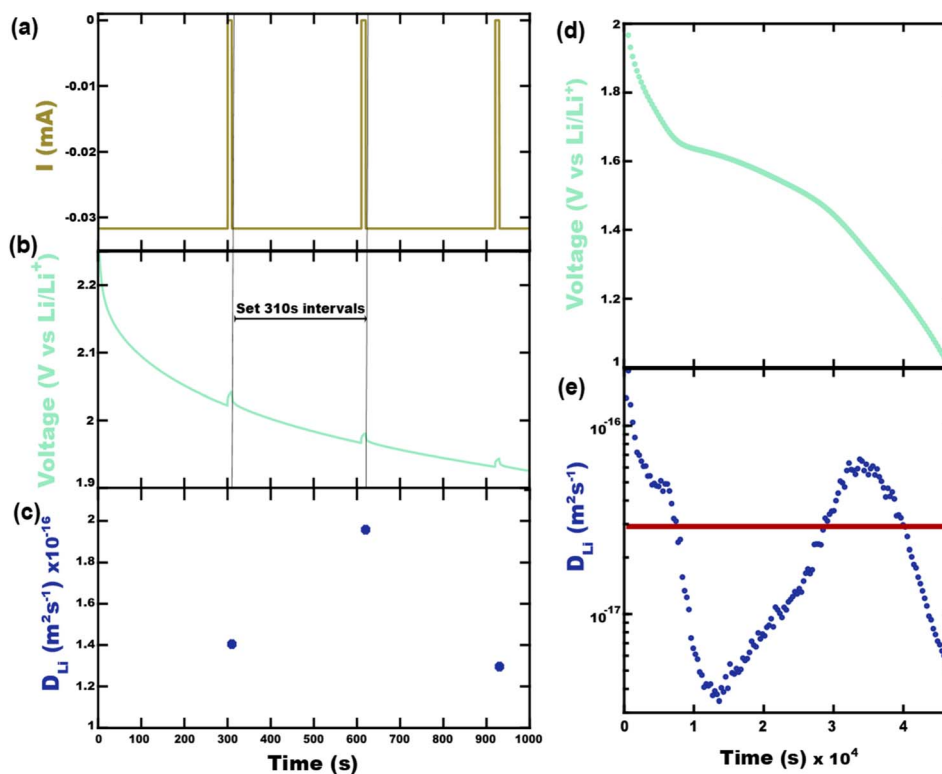 (a)
0
-0.01
-0.02
-0.03
I (mA)
(b)
2.2
2.1
2
1.9
Voltage (V vs Li/Li⁺)
Set 310s intervals
(c)
2
1.8
1.6
1.4
1.2
1
D_Li (m²s⁻¹) x10⁻¹⁶
0 100 200 300 400 500 600 700 800 900 1000
Time (s)
(d)
2
1.8
1.6
1.4
1.2
1
Voltage (V vs Li/Li⁺)
(e)
10⁻¹⁶
10⁻¹⁷
D_Li (m²s⁻¹)
0 1 2 3 4
Time (s) x 10⁴